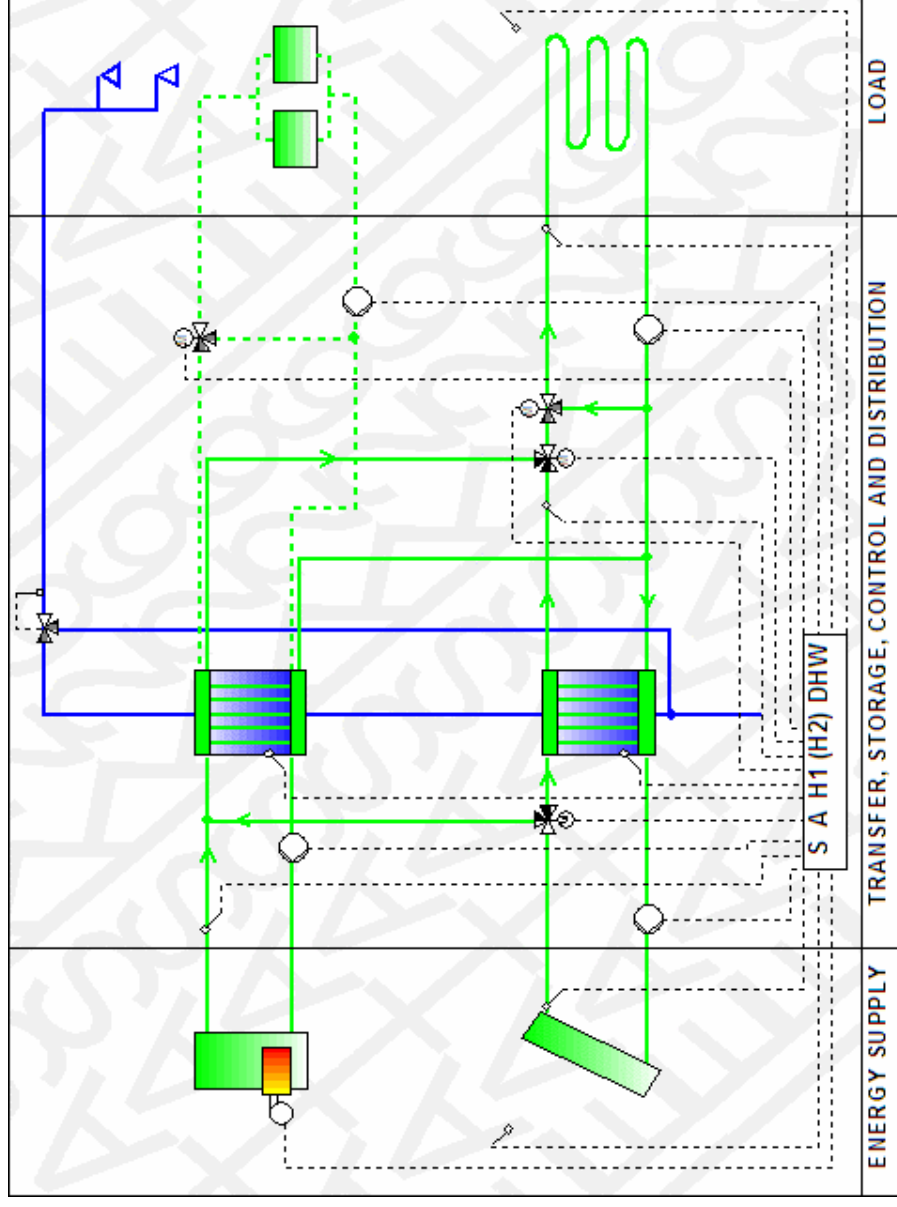 ENERGY SUPPLY
TRANSFER, STORAGE, CONTROL AND DISTRIBUTION
LOAD
S A H1 (H2) DHW